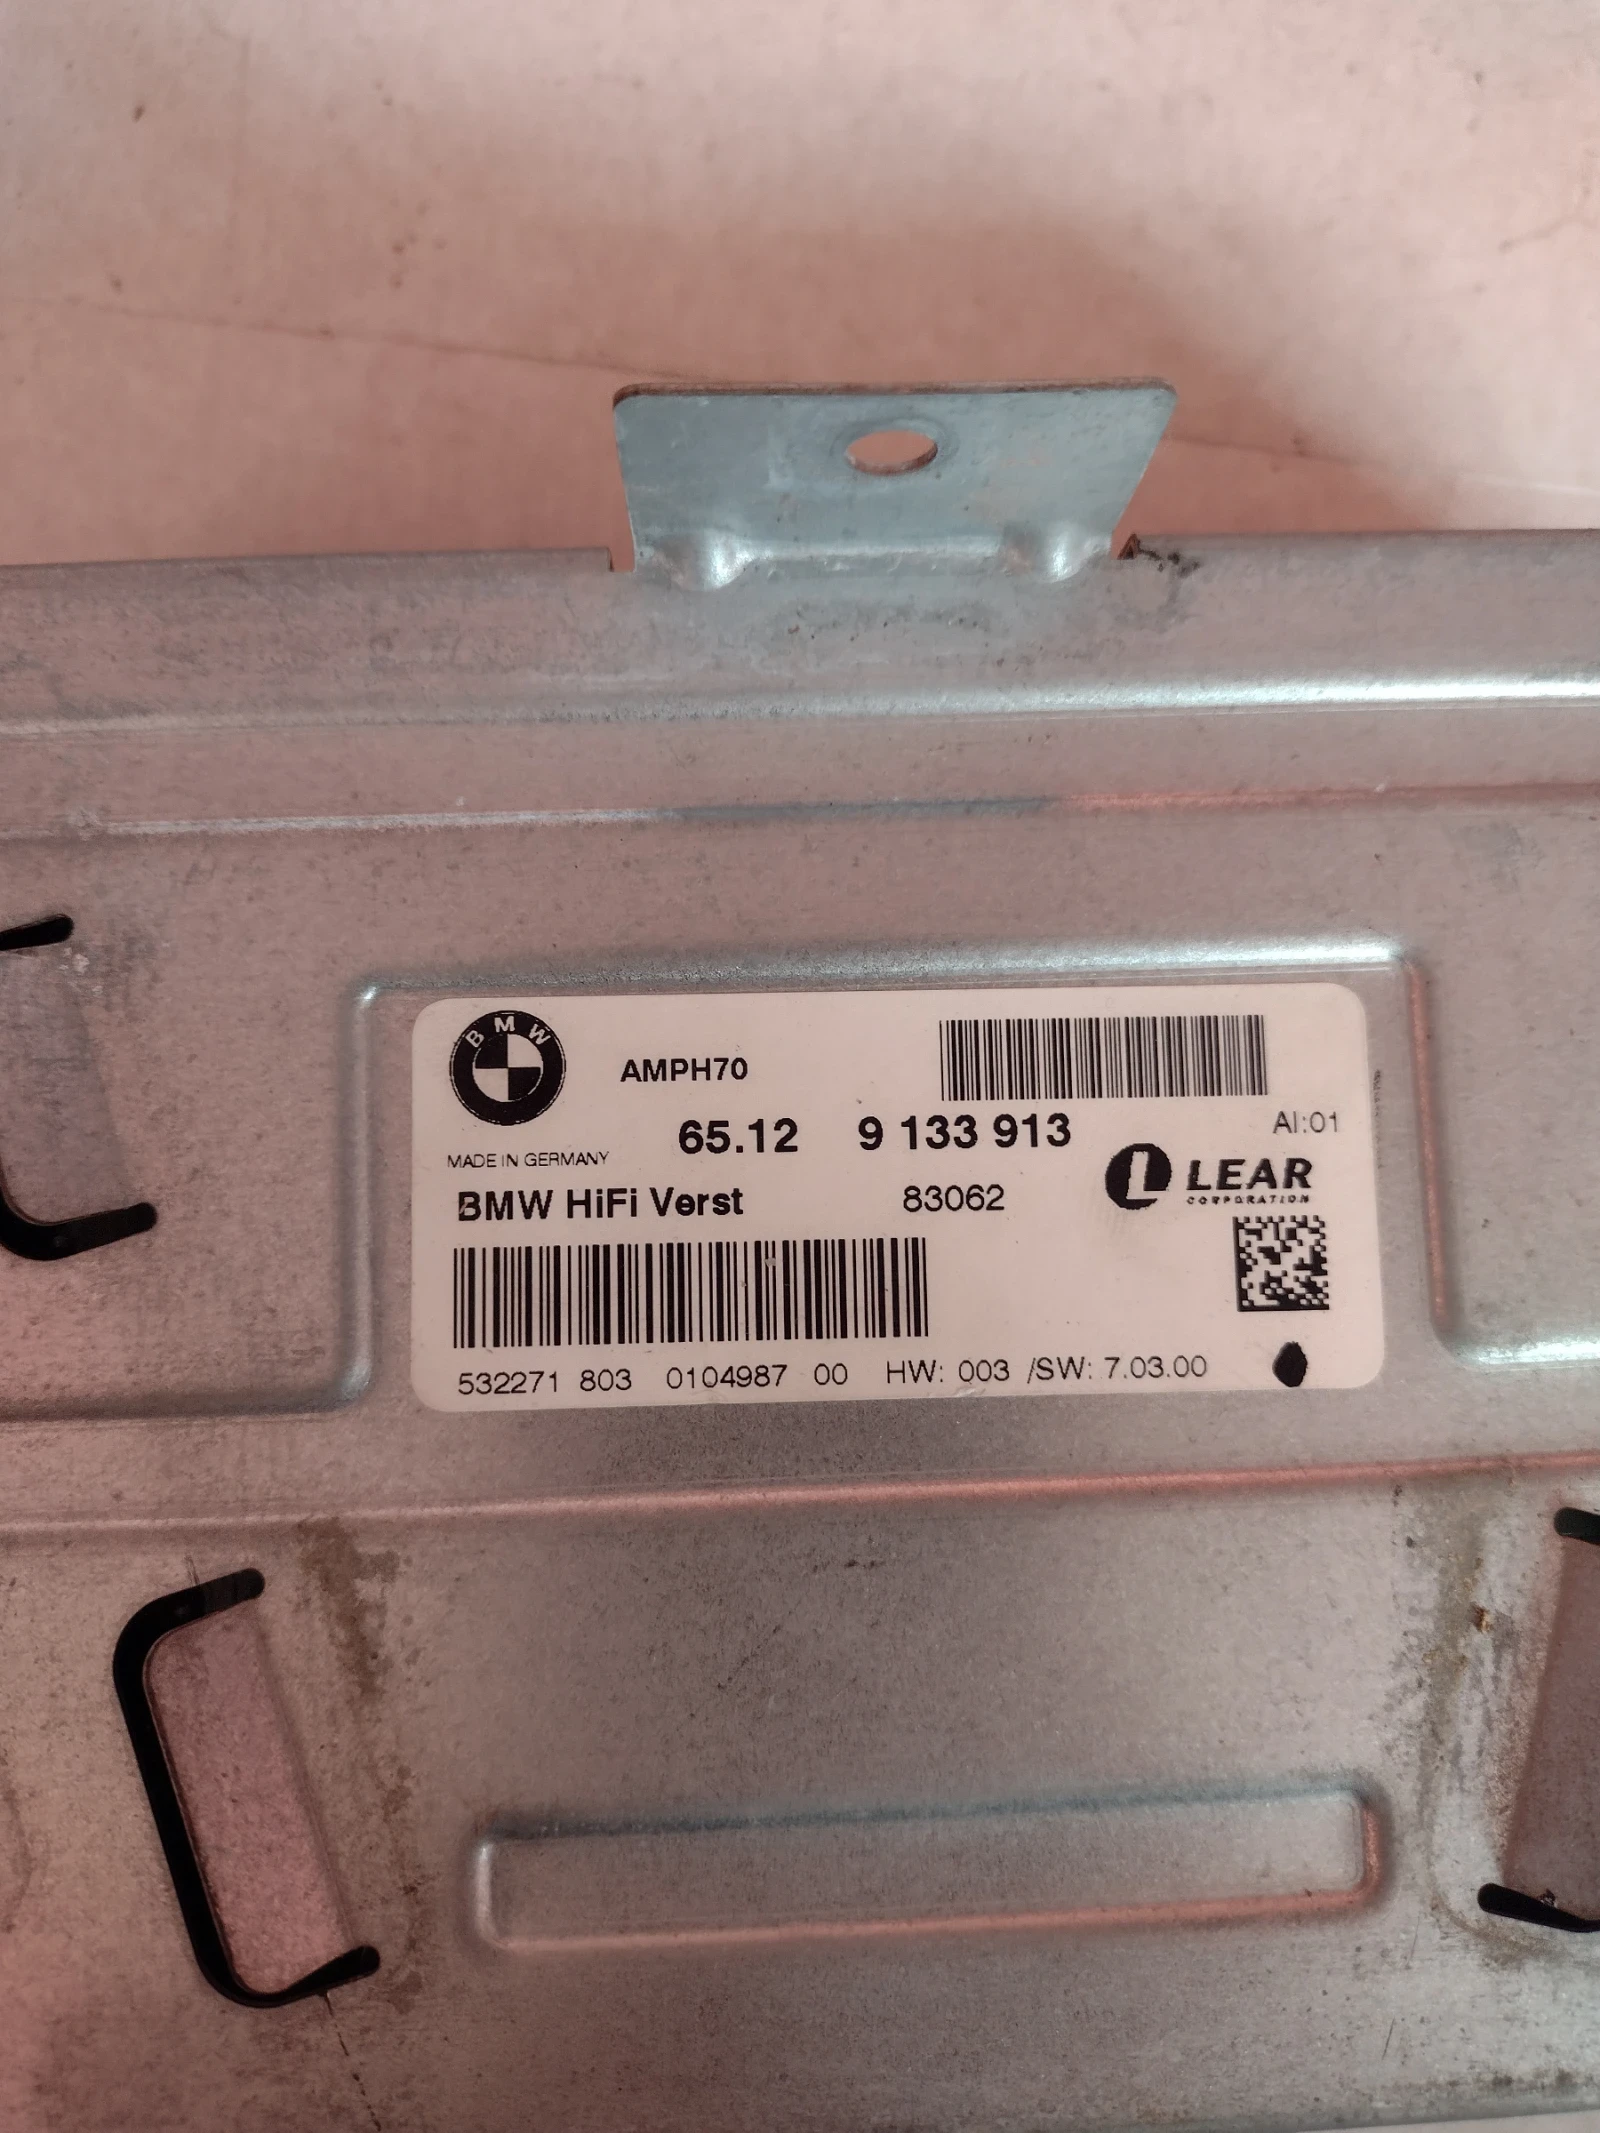 BMW
AMPH70
65.12 9 133 913
AI:01
MADE IN GERMANY
BMW HiFi Verst 83062
LEAR
CORPORATION
532271 803 0104987 00 HW: 003 /SW: 7.03.00